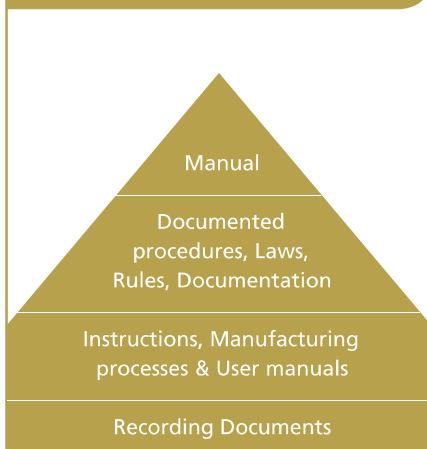 Manual
Documented
procedures, Laws,
Rules, Documentation
Instructions, Manufacturing
processes & User manuals
Recording Documents